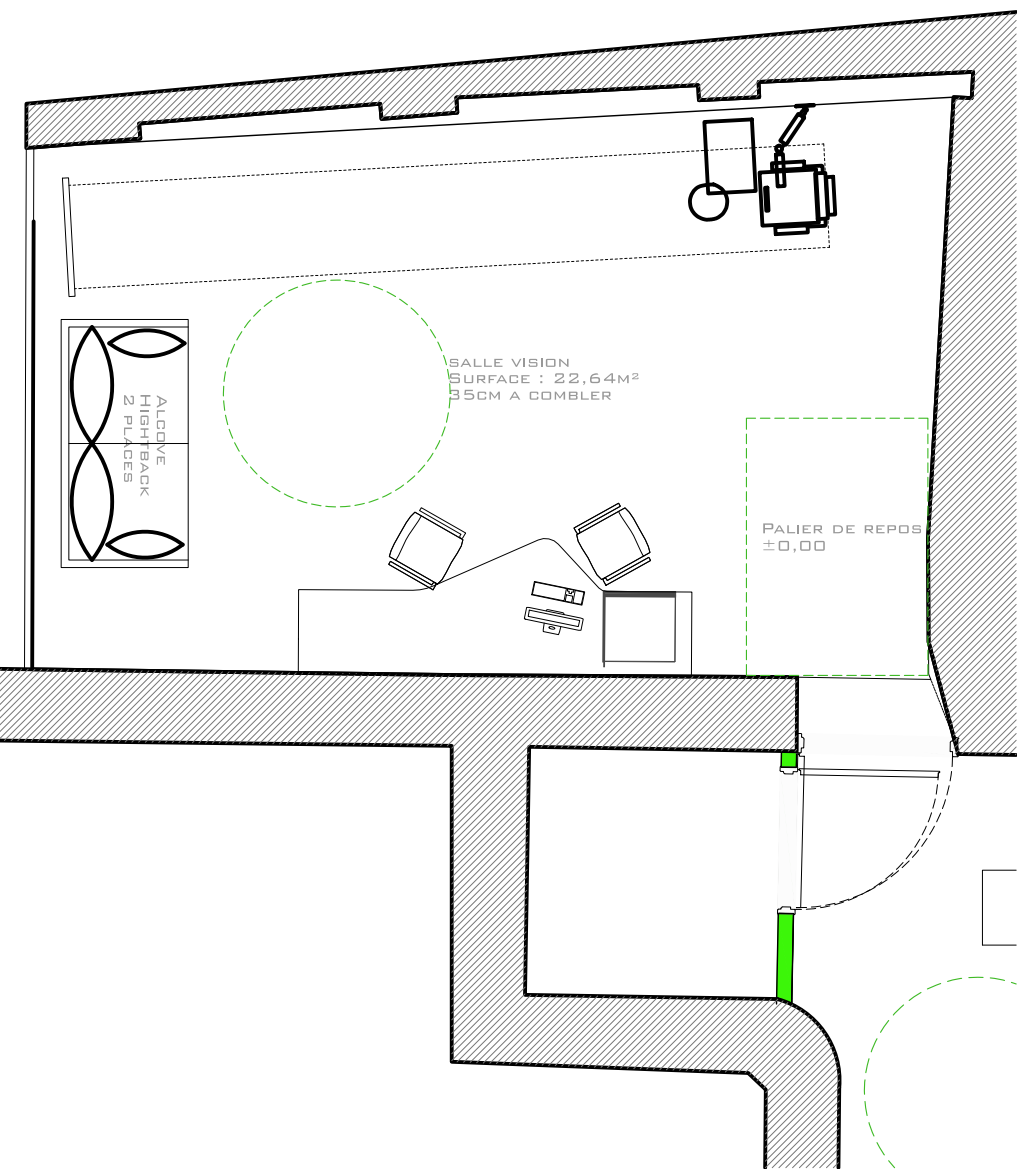 SALLE VISION
SURFACE : 22,64M²
35CM A COMBLER
ALCOVE
HIGHTBACK
2 PLACES
PALIER DE REPOS
±0,00